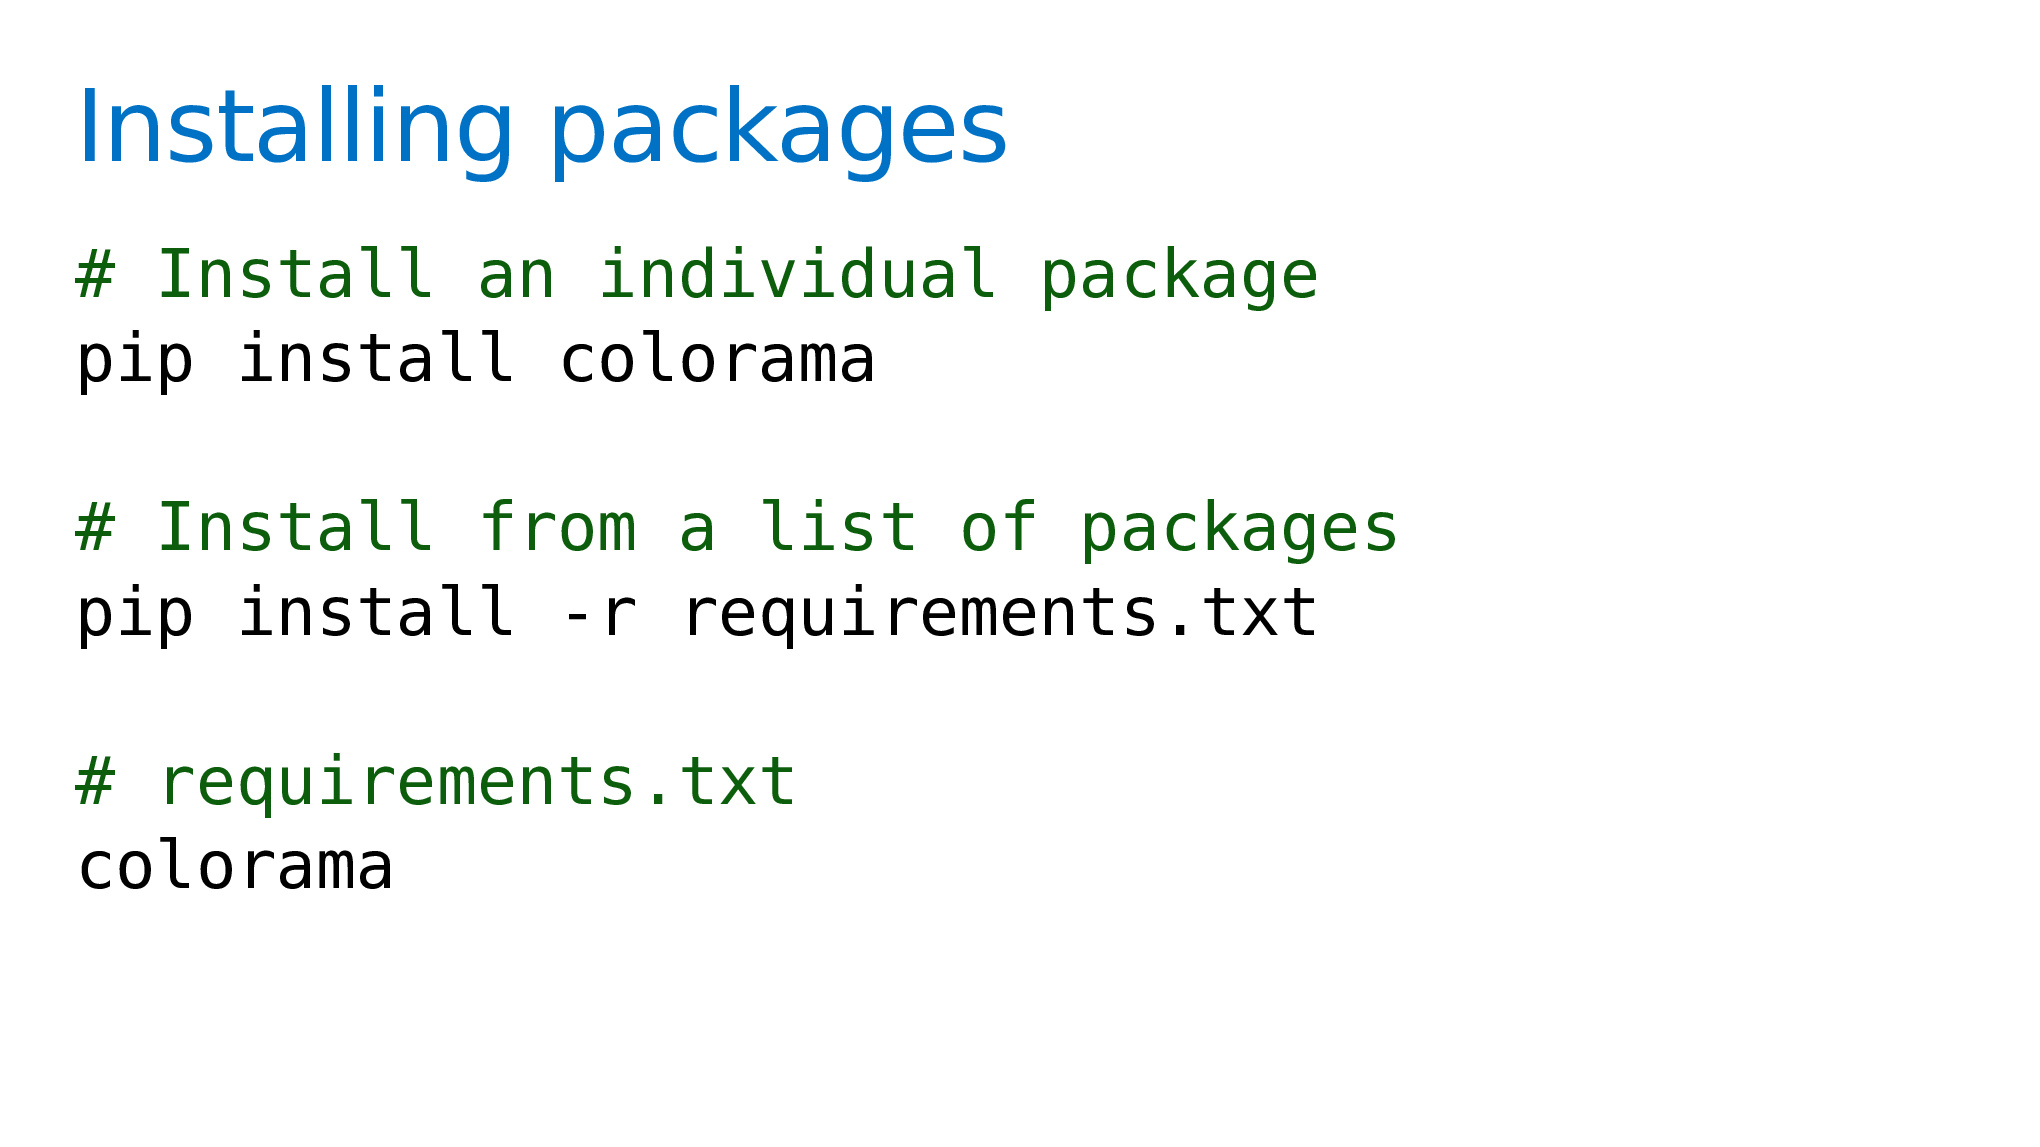 Installing packages
# Install an individual package
pip install colorama
# Install from a list of packages
pip install -r requirements.txt
# requirements.txt
colorama